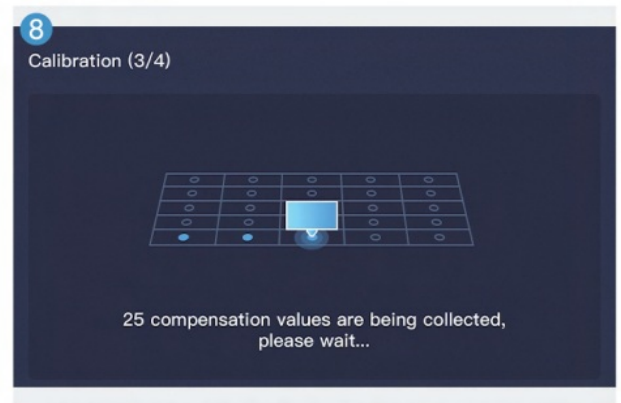 8
Calibration (3/4)
25 compensation values are being collected,
please wait...